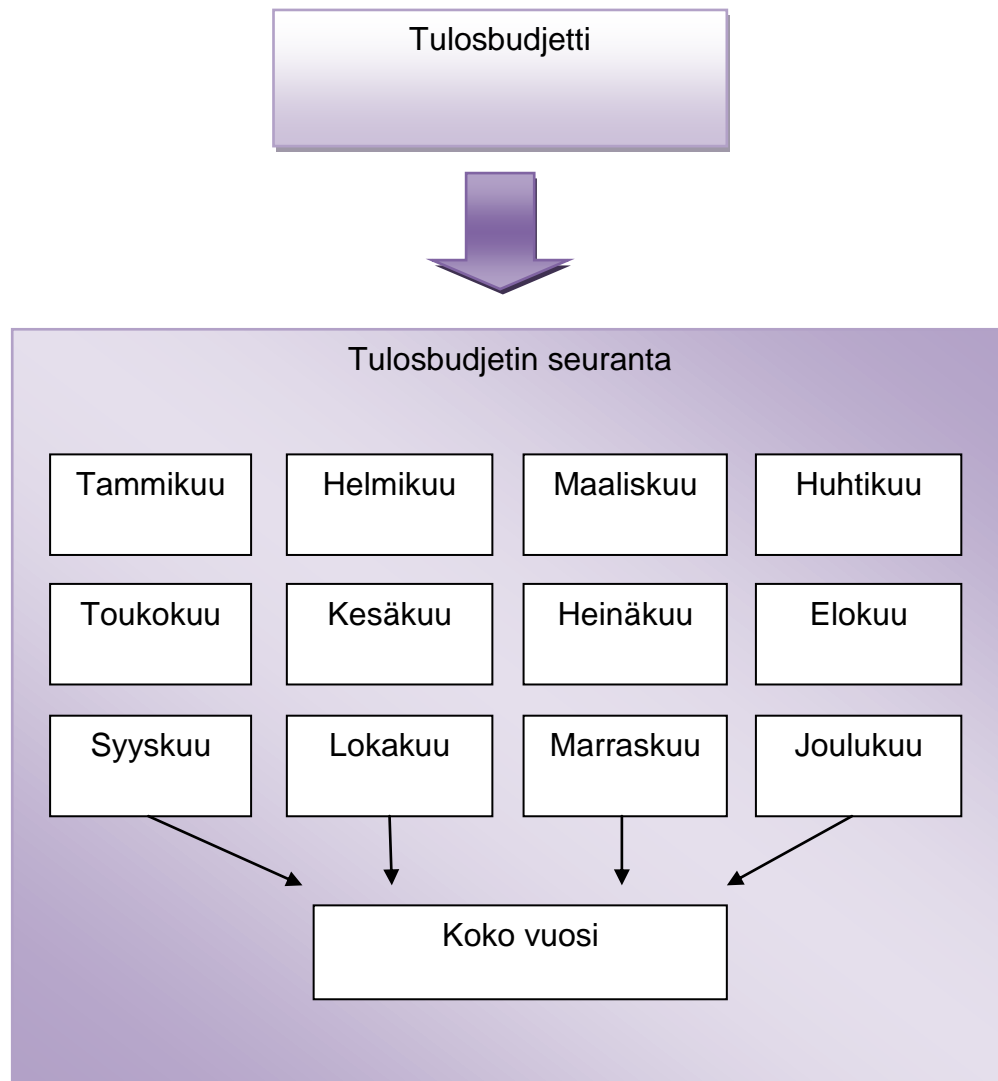 Tulosbudjetti
Tulosbudjetin seuranta
Tammikuu Helmikuu Maaliskuu Huhtikuu
Toukokuu Kesäkuu Heinäkuu Elokuu
Syyskuu Lokakuu Marraskuu Joulukuu
Koko vuosi